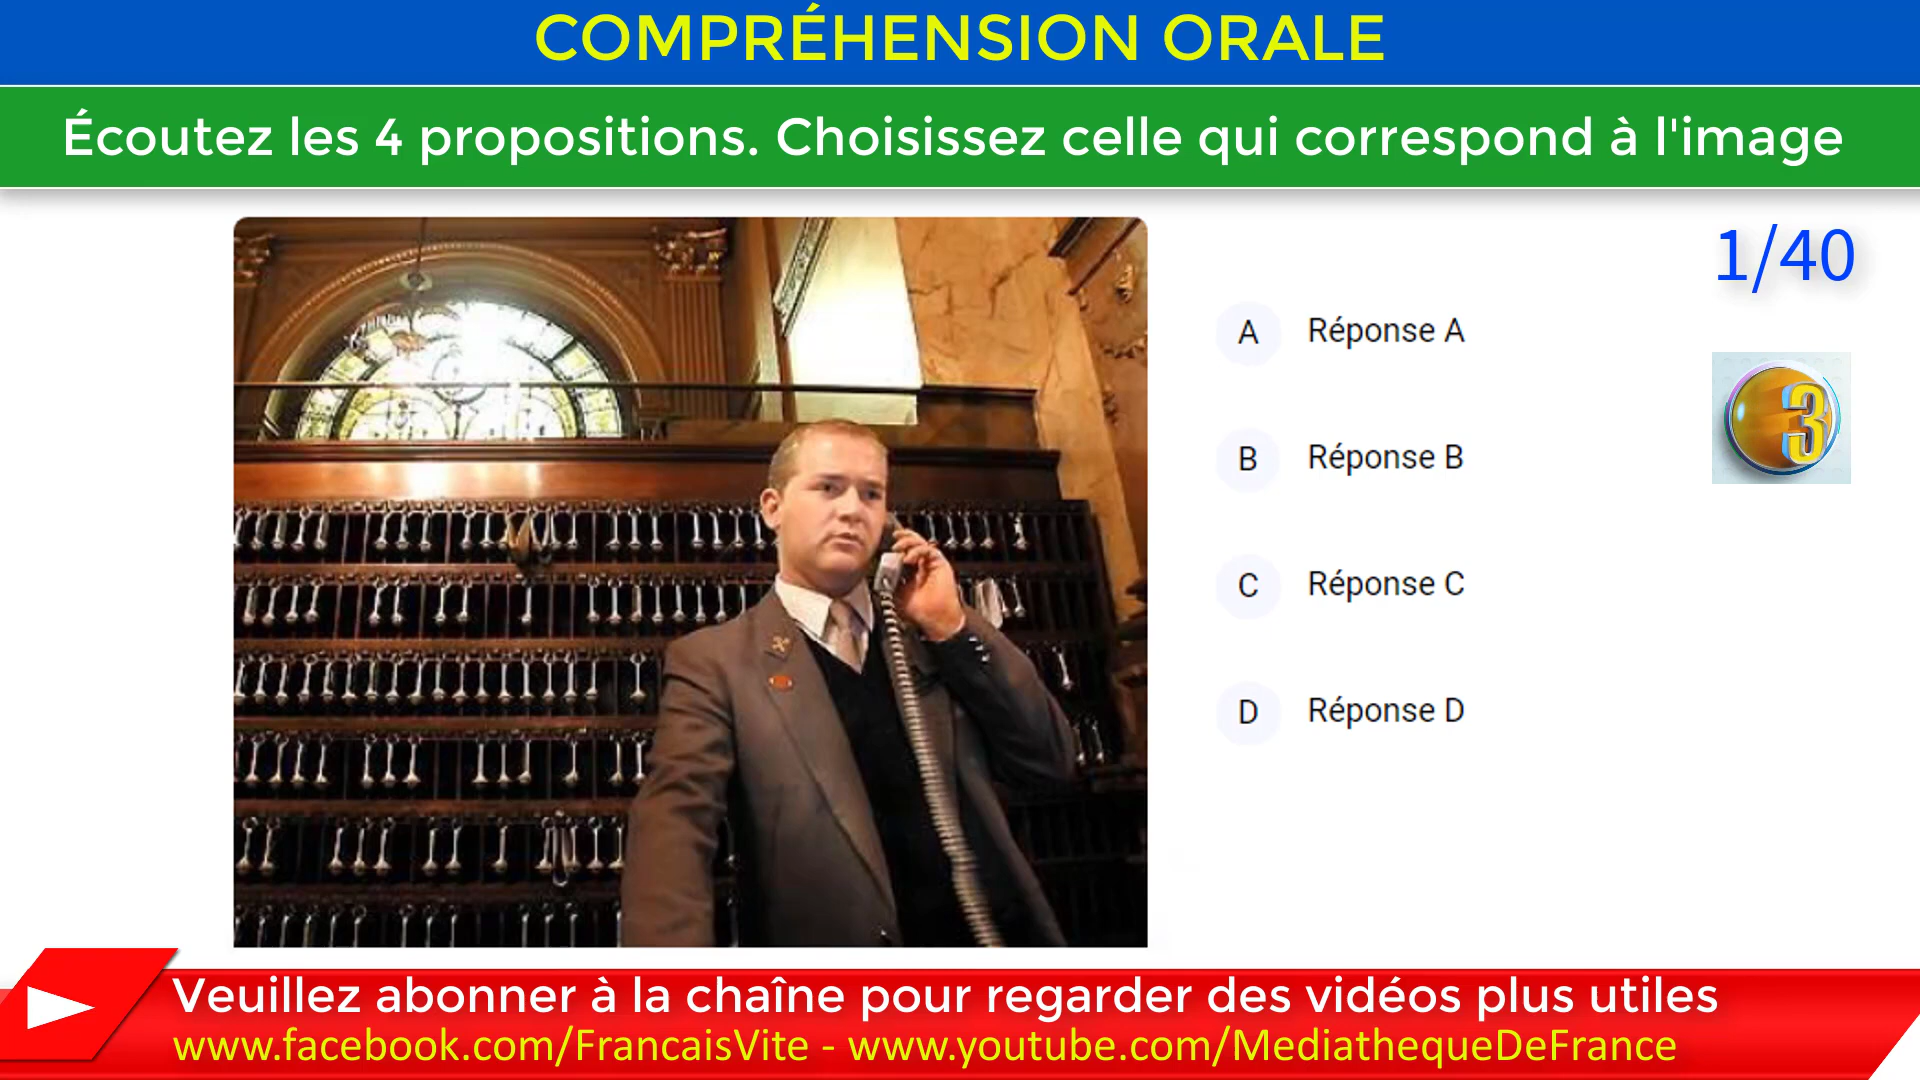 COMPRÉHENSION ORALE
Écoutez les 4 propositions. Choisissez celle qui correspond à l'image
1/40
3
A Réponse A
B Réponse B
C Réponse C
D Réponse D
Veuillez abonner à la chaîne pour regarder des vidéos plus utiles
www.facebook.com/FrancaisVite - www.youtube.com/MediathequeDeFrance